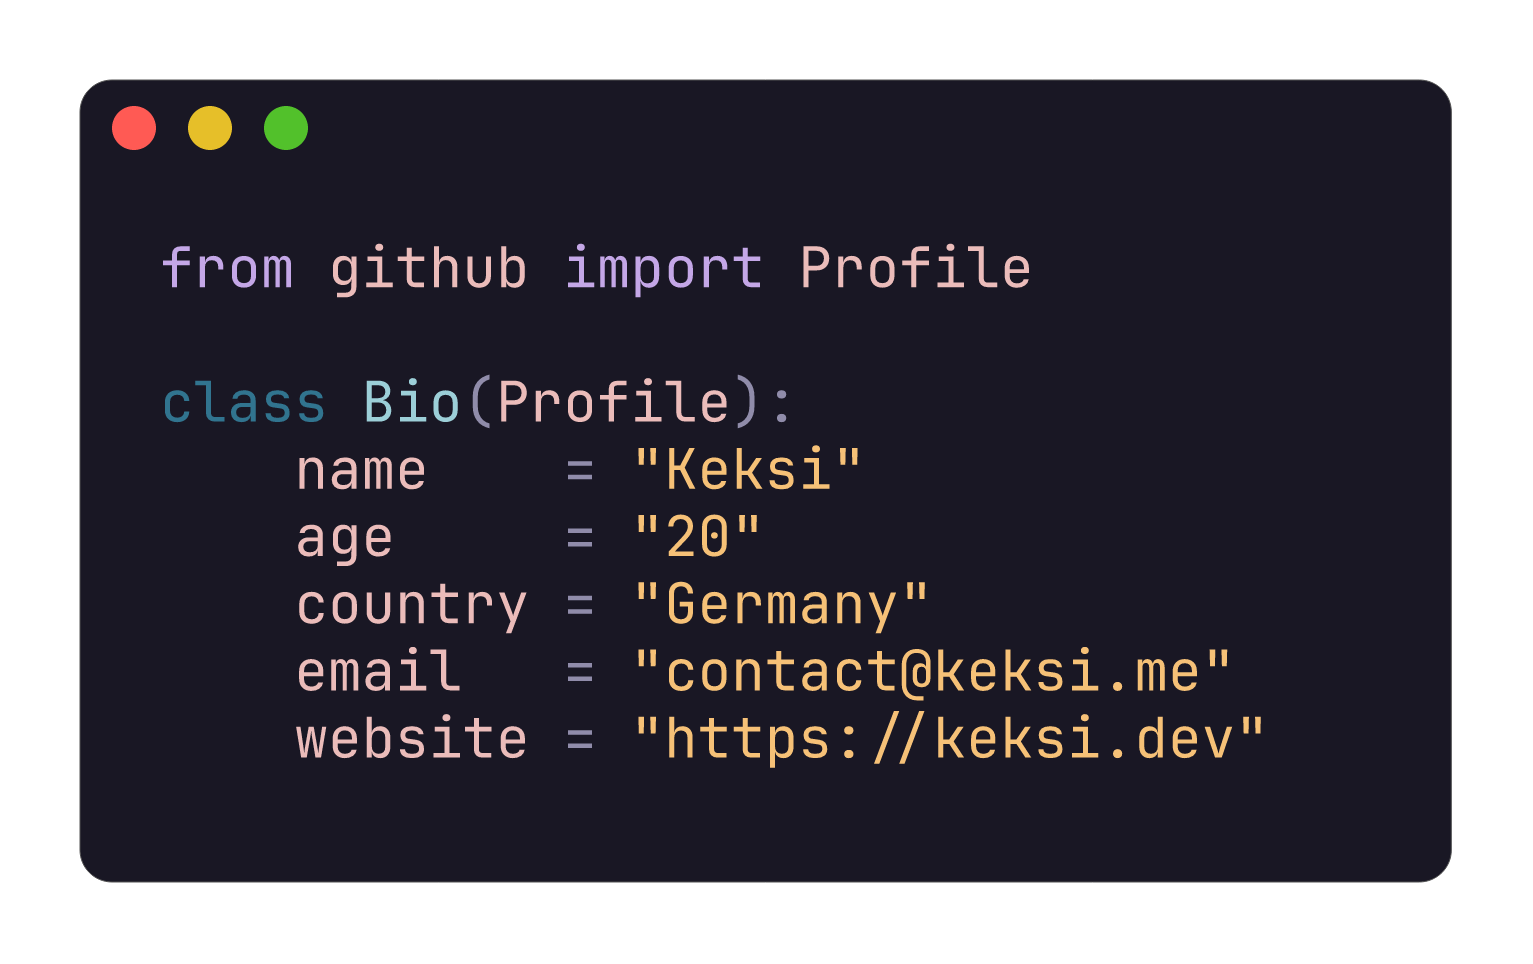 from github import Profile

class Bio(Profile):
    name    = "Keksi"
    age     = "20"
    country = "Germany"
    email   = "contact@keksi.me"
    website = "https://keksi.dev"